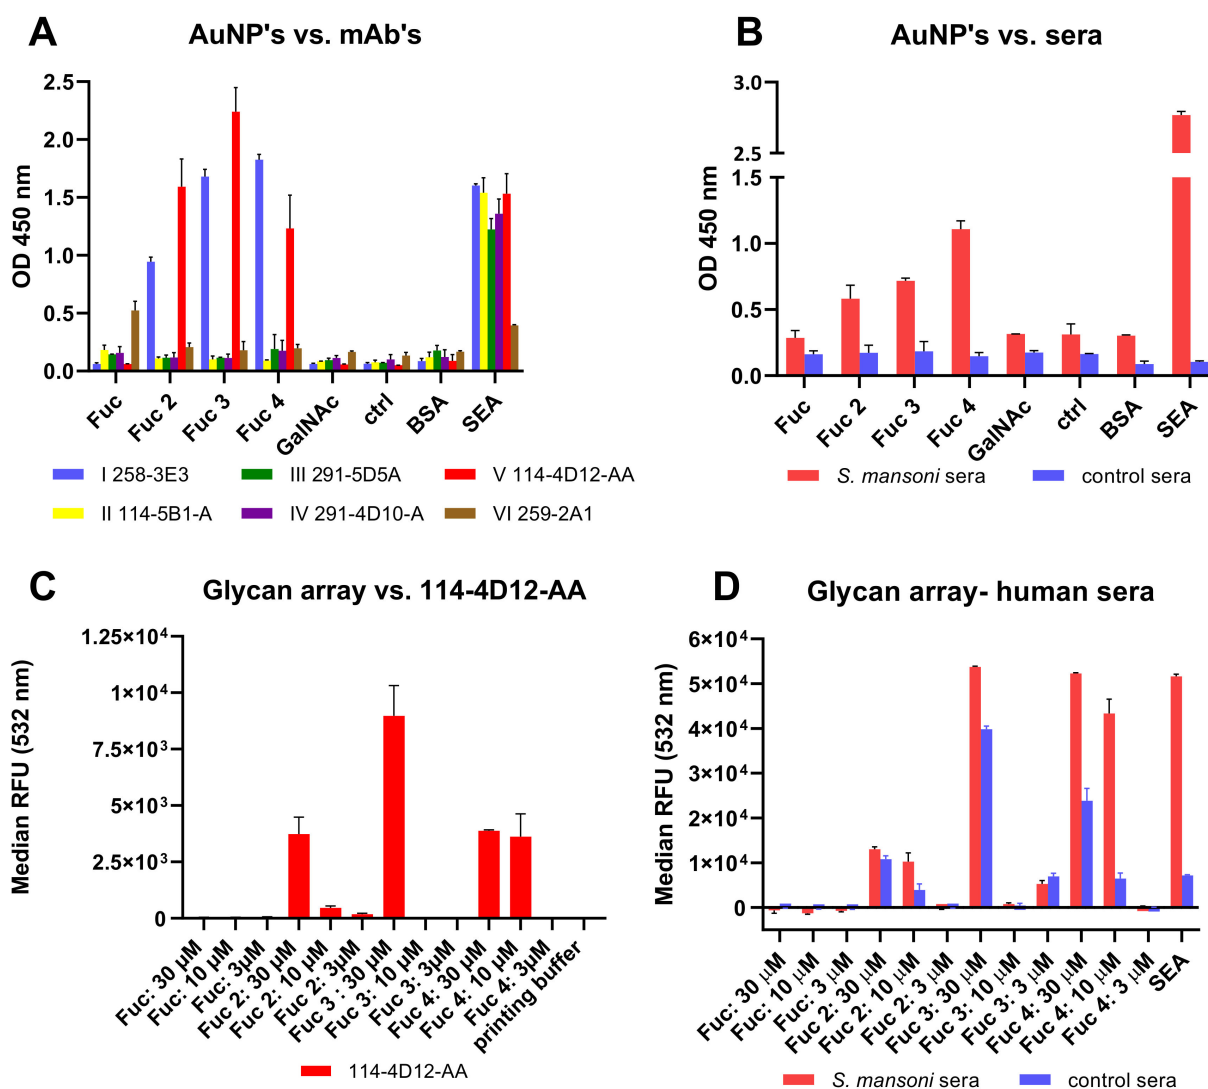 A
AuNP's vs. mAb's
OD 450 nm
2.5
2.0
1.5
1.0
0.5
0.0
Fuc
Fuc 2
Fuc 3
Fuc 4
GalNAc
ctrl
BSA
SEA
I 258-3E3
III 291-5D5A
V 114-4D12-AA
II 114-5B1-A
IV 291-4D10-A
VI 259-2A1
B
AuNP's vs. sera
OD 450 nm
3.0
2.5
1.5
1.0
0.5
0.0
Fuc
Fuc 2
Fuc 3
Fuc 4
GalNAc
ctrl
BSA
SEA
S. mansoni sera
control sera
C
Glycan array vs. 114-4D12-AA
Median RFU (532 nm)
1.25×10⁴
1×10⁴
7.5×10³
5×10³
2.5×10³
0
Fuc: 30 µM
Fuc: 10 µM
Fuc: 3µM
Fuc 2: 30 µM
Fuc 2: 10 µM
Fuc 2: 3µM
Fuc 3 : 30 µM
Fuc 3: 10 µM
Fuc 3: 3µM
Fuc 4: 30 µM
Fuc 4: 10 µM
Fuc 4: 3µM
printing buffer
114-4D12-AA
D
Glycan array- human sera
Median RFU (532 nm)
6×10⁴
5×10⁴
4×10⁴
3×10⁴
2×10⁴
1×10⁴
0
Fuc: 30 µM
Fuc: 10 µM
Fuc: 3 µM
Fuc 2: 30 µM
Fuc 2: 10 µM
Fuc 2: 3 µM
Fuc 3: 30 µM
Fuc 3: 10 µM
Fuc 3: 3 µM
Fuc 4: 30 µM
Fuc 4: 10 µM
Fuc 4: 3 µM
SEA
S. mansoni sera
control sera